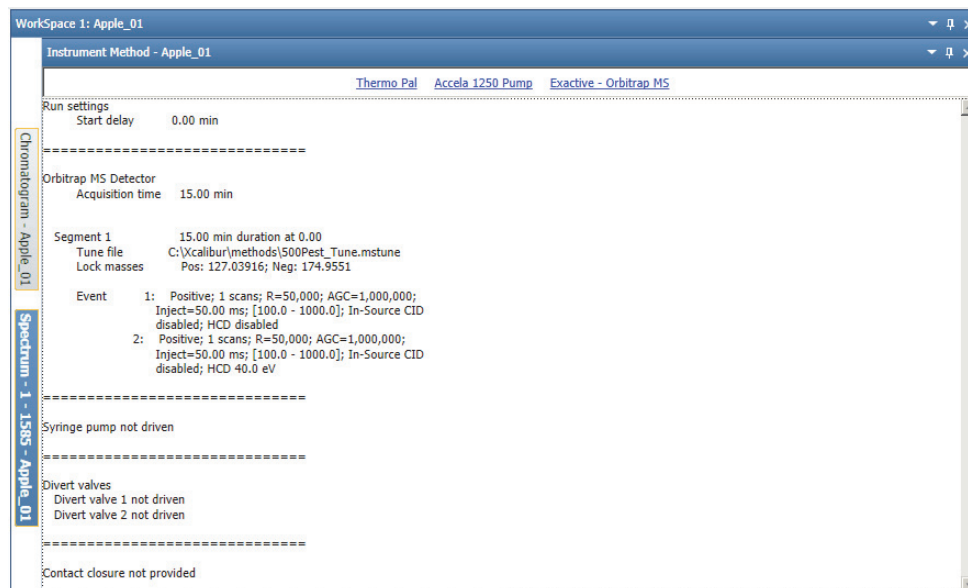 WorkSpace 1: Apple_01
Instrument Method - Apple_01
Thermo Pal Accela 1250 Pump Exactive - Orbitrap MS
Run settings
Start delay 0.00 min
==============================
Orbitrap MS Detector
Acquisition time 15.00 min
Segment 1 15.00 min duration at 0.00
Tune file C:\Xcalibur\methods\500Pest_Tune.mstune
Lock masses Pos: 127.03916; Neg: 174.9551
Event 1: Positive; 1 scans; R=50,000; AGC=1,000,000;
Inject=50.00 ms; [100.0 - 1000.0]; In-Source CID
disabled; HCD disabled
2: Positive; 1 scans; R=50,000; AGC=1,000,000;
Inject=50.00 ms; [100.0 - 1000.0]; In-Source CID
disabled; HCD 40.0 eV
==============================
Syringe pump not driven
==============================
Divert valves
Divert valve 1 not driven
Divert valve 2 not driven
==============================
Contact closure not provided
Chromatogram - Apple_01
Spectrum - 1 - 1585 - Apple_01